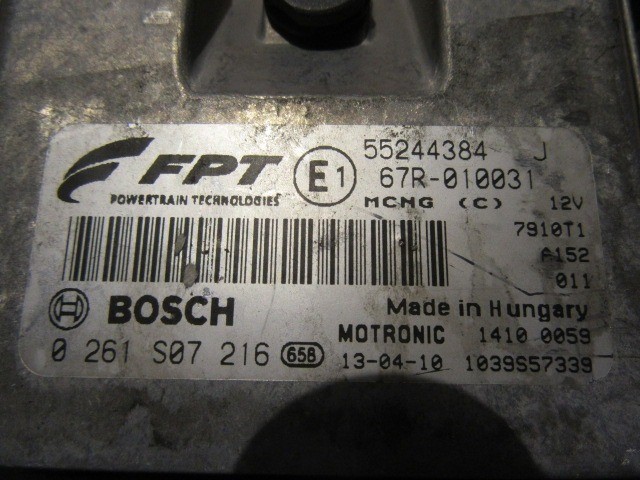 FPT
POWERTRAIN TECHNOLOGIES
E1
55244384 J
67R-010031
MCNG (C) 12V
7910T1
A152
011
BOSCH
Made in Hungary
MOTRONIC 1410 0059
0 261 S07 216 658
13-04-10 1039S57339